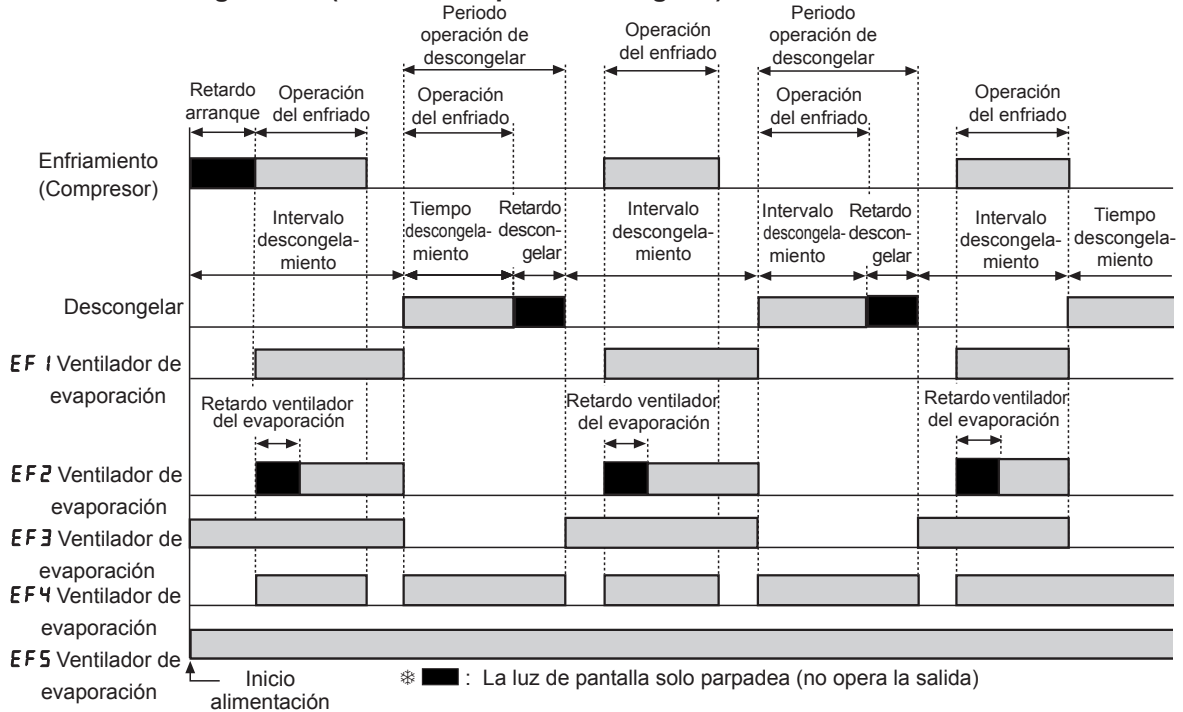 Periodo
operación de
descongelar
Operación
del enfriado
Periodo
operación de
descongelar
Retardo
arranque
Operación
del enfriado
Operación
del enfriado
Operación
del enfriado
Operación
del enfriado
Enfriamiento
(Compresor)
Intervalo
descongela-
miento
Tiempo
descongela-
miento
Retardo
descon-
gelar
Intervalo
descongela-
miento
Intervalo
descongela-
miento
Retardo
descon-
gelar
Intervalo
descongela-
miento
Tiempo
descongela-
miento
Descongelar
EF1 Ventilador de
evaporación
Retardo ventilador
del evaporación
Retardo ventilador
del evaporación
Retardo ventilador
del evaporación
EF2 Ventilador de
evaporación
EF3 Ventilador de
evaporación
EF4 Ventilador de
evaporación
EF5 Ventilador de
evaporación
Inicio
alimentación
❄ ■ : La luz de pantalla solo parpadea (no opera la salida)